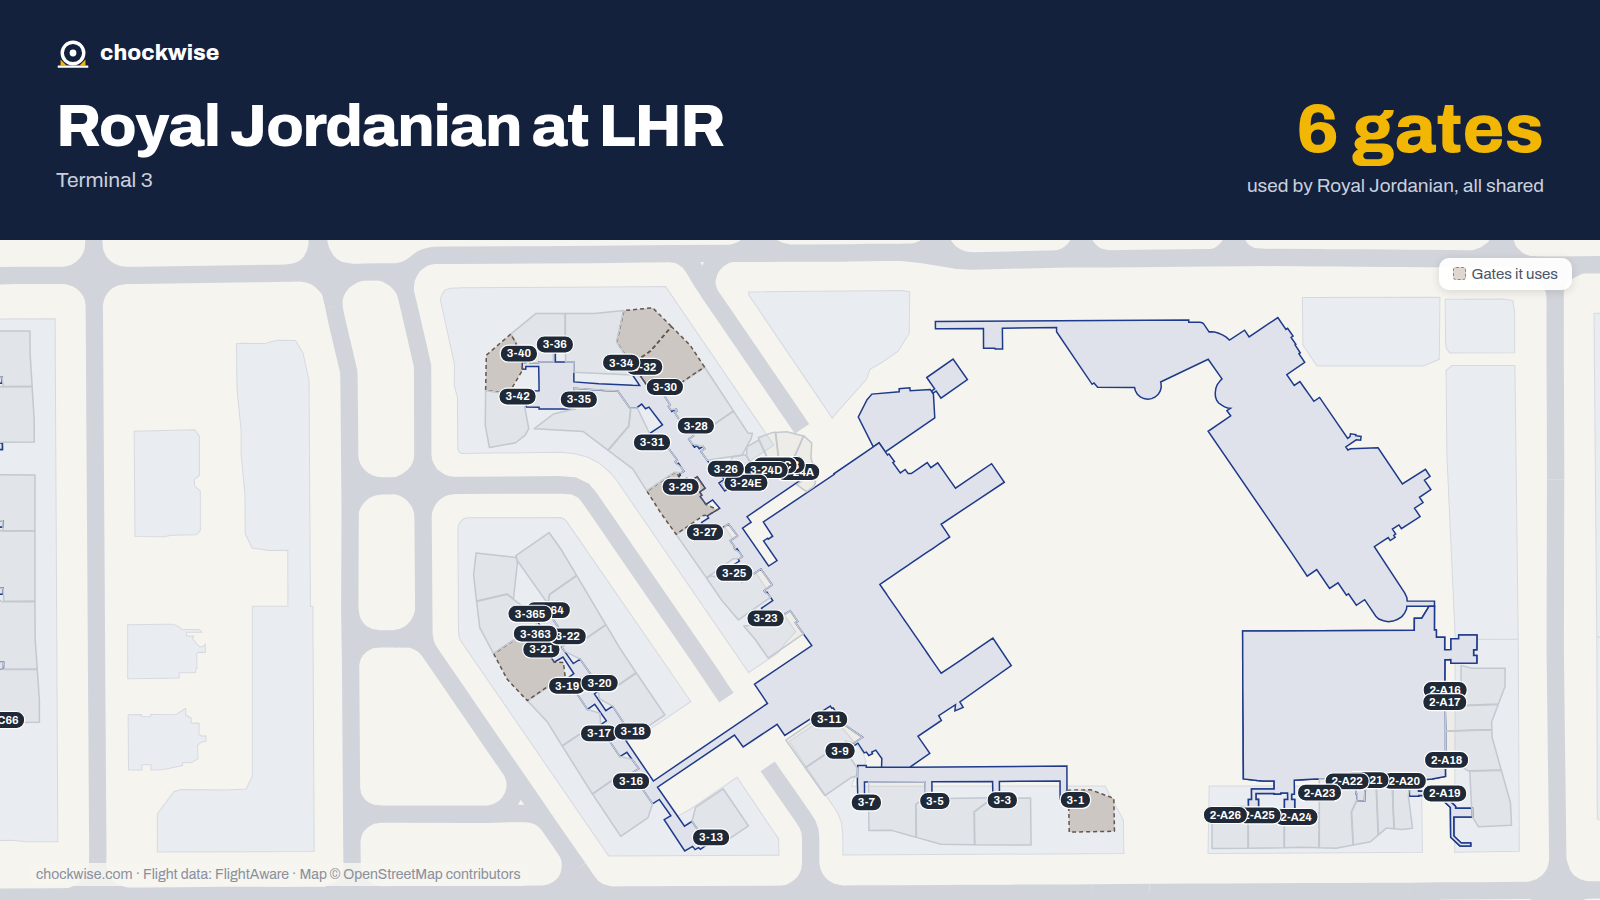 chockwise
Royal Jordanian at LHR
Terminal 3
6 gates
used by Royal Jordanian, all shared
Gates it uses
3-36
3-40
3-34
3-30
3-42
3-35
3-28
3-31
3-26
3-24D
3-24E
3-29
3-27
3-25
3-23
3-365
3-363
3-22
3-21
3-19
3-20
3-17
3-18
3-16
3-13
3-11
3-9
3-7
3-5
3-3
3-1
C66
2-A16
2-A17
2-A18
2-A22
2-A20
2-A23
2-A19
2-A26
2-A25
2-A24
chockwise.com · Flight data: FlightAware · Map © OpenStreetMap contributors